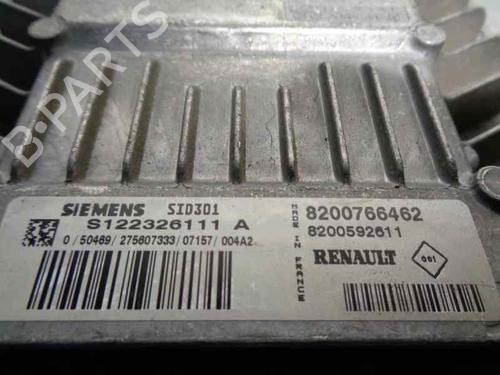 B-PARTS
SIEMENS SID301
S122326111 A
0 / 50469 / 275607333 / 07157 / 004A2
MADE IN FRANCE
8200766462
8200592611
RENAULT
001